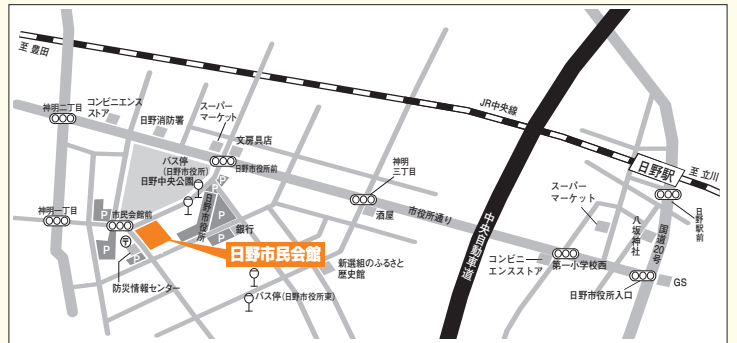 至 豊田
神明二丁目
コンビニエンス
ストア
日野消防署
スーパー
マーケット
文房具店
バス停
(日野市役所)
日野市役所前
日野中央公園
神明
三丁目
JR中央線
日野駅
至 立川
日野駅前
神明一丁目
市民会館前
P
P
P
P
P
P
日野市役所
銀行
酒屋
市役所通り
中央自動車道
スーパー
マーケット
八坂神社
国道20号
日野市民会館
新選組のふるさと
歴史館
コンビニ
エンスストア
第一小学校西
GS
防災情報センター
バス停(日野市役所東)
日野市役所入口